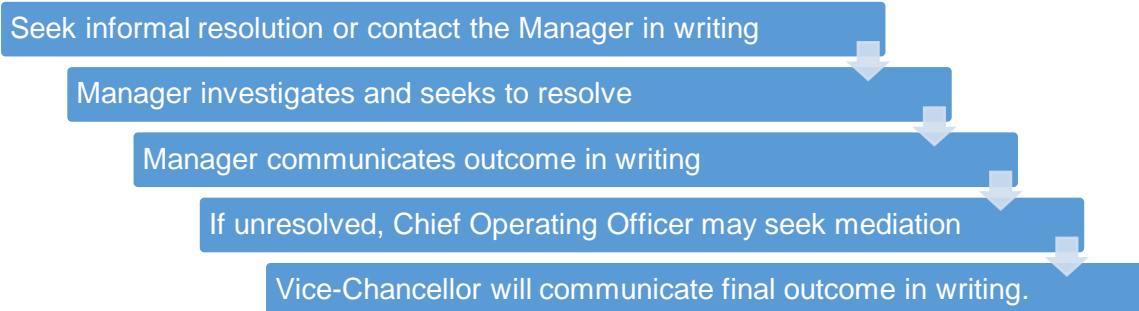 Seek informal resolution or contact the Manager in writing
Manager investigates and seeks to resolve
Manager communicates outcome in writing
If unresolved, Chief Operating Officer may seek mediation
Vice-Chancellor will communicate final outcome in writing.